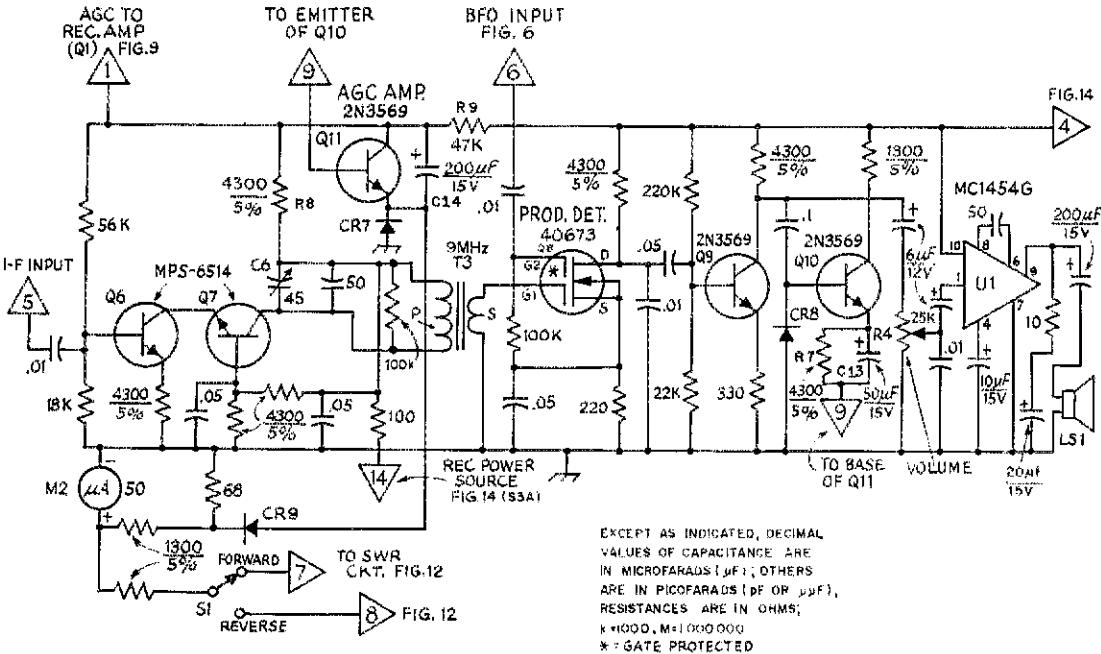 AGC TO
REC. AMP
(Q1) FIG.9
1
TO EMITTER
OF Q10
9
BFO INPUT
FIG. 6
6
AGC AMP.
2N3569
Q11
R9
47K
FIG.14
4
56K
4300
5%
R8
+
200µF
15V
C14
CR7
.01
4300
5%
220K
4300
5%
1300
5%
MC1454G
50
200µF
15V
+
I-F INPUT
5
MPS-6514
Q6
Q7
C6
45
50
9MHz
T3
P
S
100K
PROD. DET.
40673
Q8
G2
*
G1
D
S
.05
.01
2N3569
Q9
.1
2N3569
Q10
+
6µF
12V
10
8
1
U1
6
9
4
7
.01
18K
4300
5%
.05
4300
5%
.05
100
100K
.05
220
22K
330
CR8
R7
4300
5%
+
C13
50µF
15V
R4
25K
.01
+
10µF
15V
10
+
20µF
15V
LS1
9
TO BASE
OF Q11
VOLUME
-
M2
µA
50
+
68
14
REC POWER
SOURCE
FIG. 14 (S3A)
CR9
1300
5%
FORWARD
7
TO SWR
CKT. FIG.12
S1
REVERSE
8
FIG. 12
EXCEPT AS INDICATED, DECIMAL
VALUES OF CAPACITANCE ARE
IN MICROFARADS (µF); OTHERS
ARE IN PICOFARADS (pF OR µµF);
RESISTANCES ARE IN OHMS;
k=1000, M=1000000
* = GATE PROTECTED